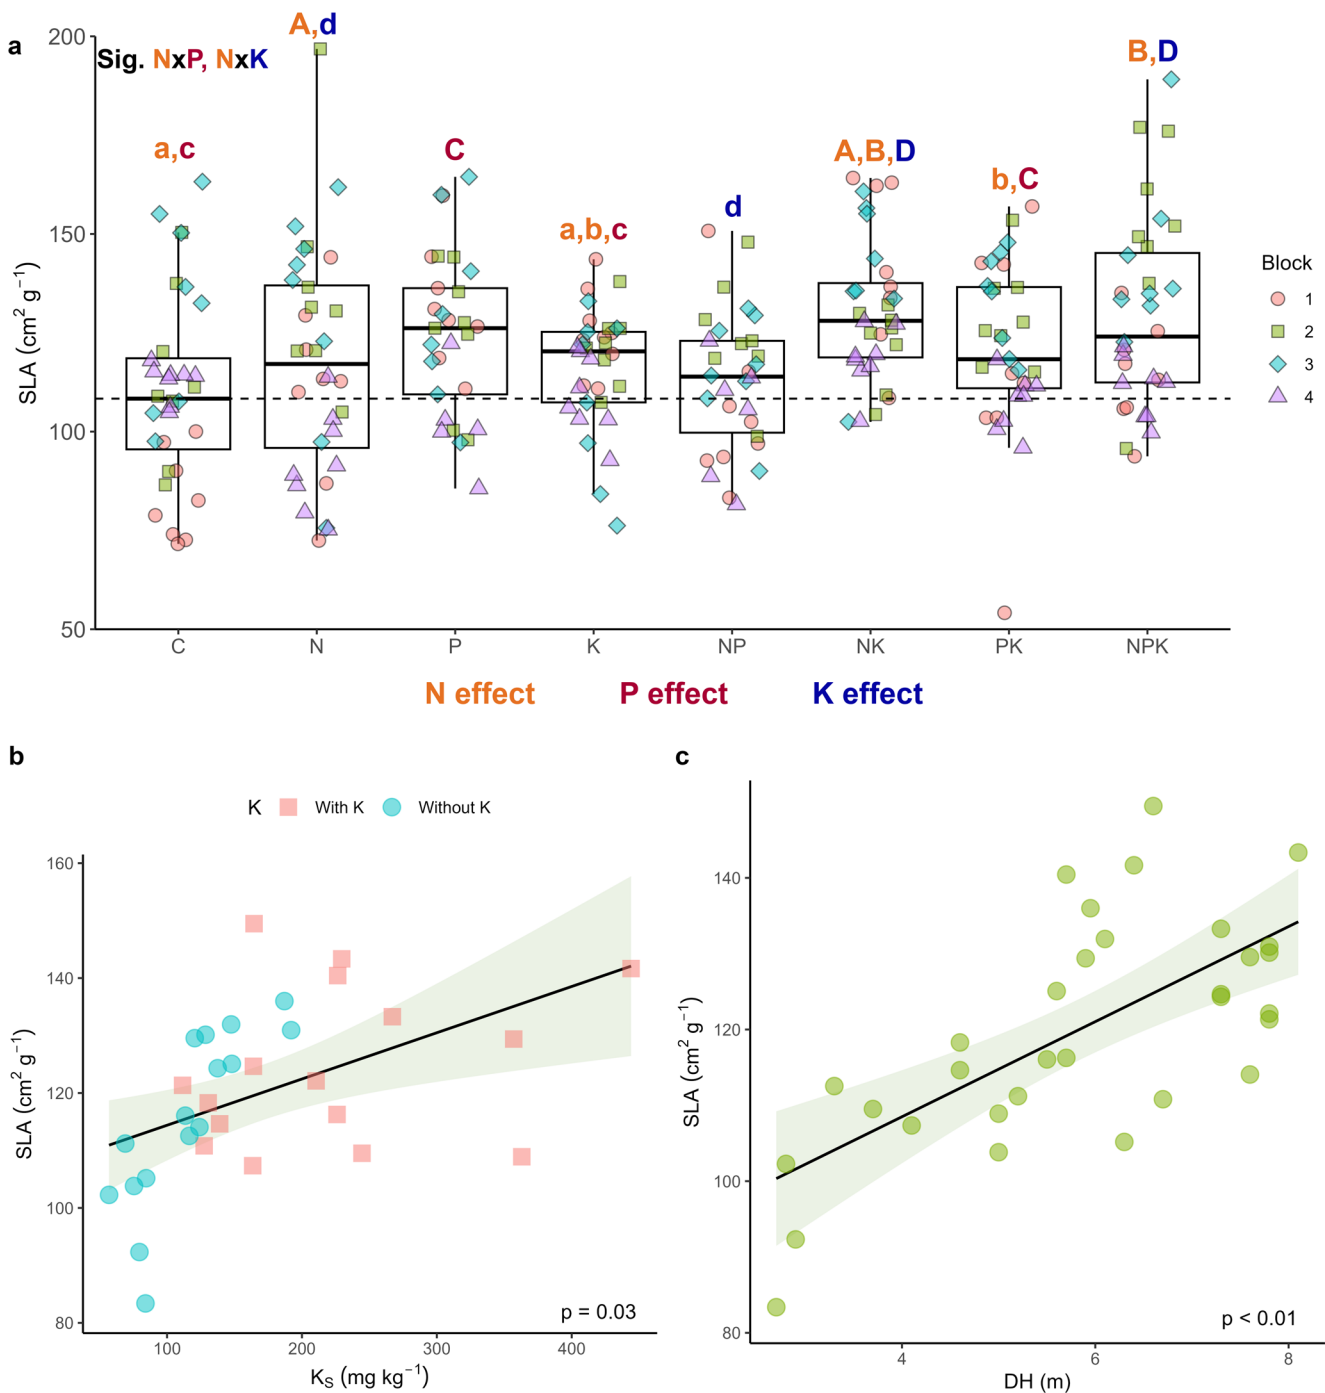 a
Sig. NxP, NxK
A,d
a,c
C
a,b,c
d
A,B,D
b,C
B,D
SLA (cm² g⁻¹)
200
150
100
50
C N P K NP NK PK NPK
Block
1
2
3
4
N effect P effect K effect
b
K With K Without K
SLA (cm² g⁻¹)
160
140
120
100
80
p = 0.03
100 200 300 400
K_S (mg kg⁻¹)
c
SLA (cm² g⁻¹)
140
120
100
80
p < 0.01
4 6 8
DH (m)